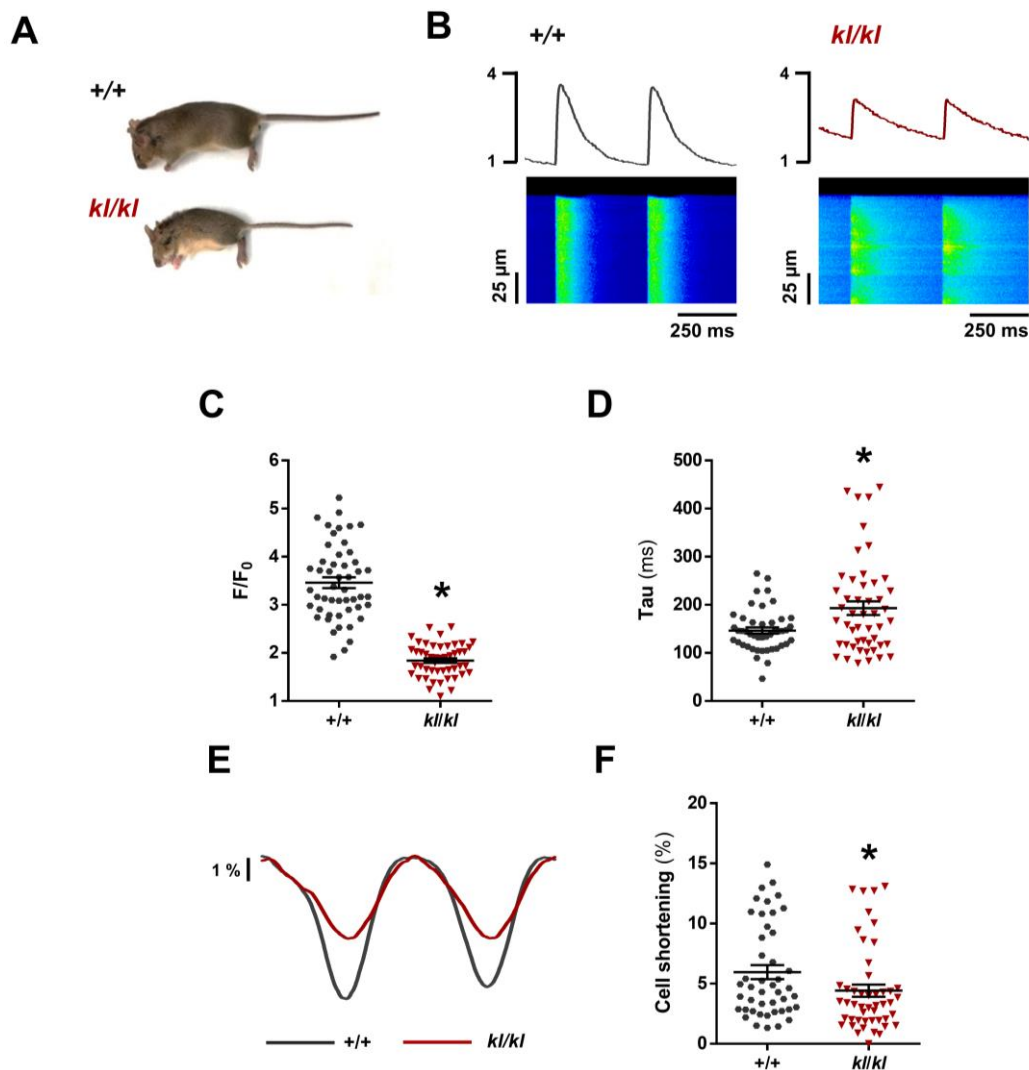 A
+/+
kl/kl
B
+/+
kl/kl
4
1
4
1
25 µm
25 µm
250 ms
250 ms
C
6
5
4
3
2
1
F/F₀
*
+/+
kl/kl
D
500
400
300
200
100
0
Tau (ms)
*
+/+
kl/kl
E
1 %
+/+
kl/kl
F
20
15
10
5
0
Cell shortening (%)
*
+/+
kl/kl